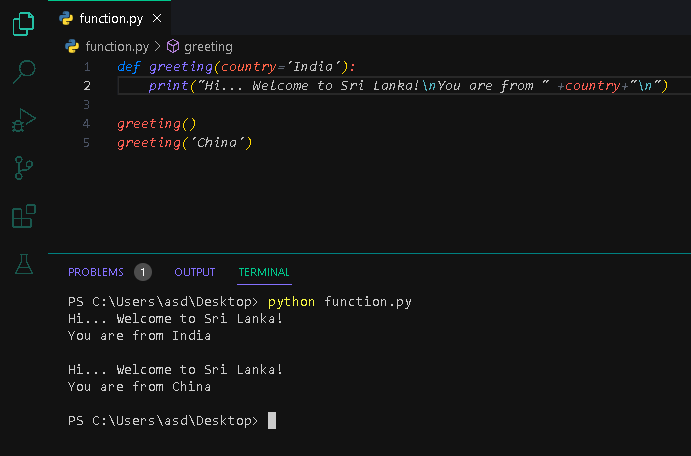 function.py ×
function.py > greeting
1 def greeting(country='India'):
2 print("Hi... Welcome to Sri Lanka!\nYou are from " +country+"\n")
3
4 greeting()
5 greeting('China')
PROBLEMS 1 OUTPUT TERMINAL
PS C:\Users\asd\Desktop> python function.py
Hi... Welcome to Sri Lanka!
You are from India
Hi... Welcome to Sri Lanka!
You are from China
PS C:\Users\asd\Desktop>